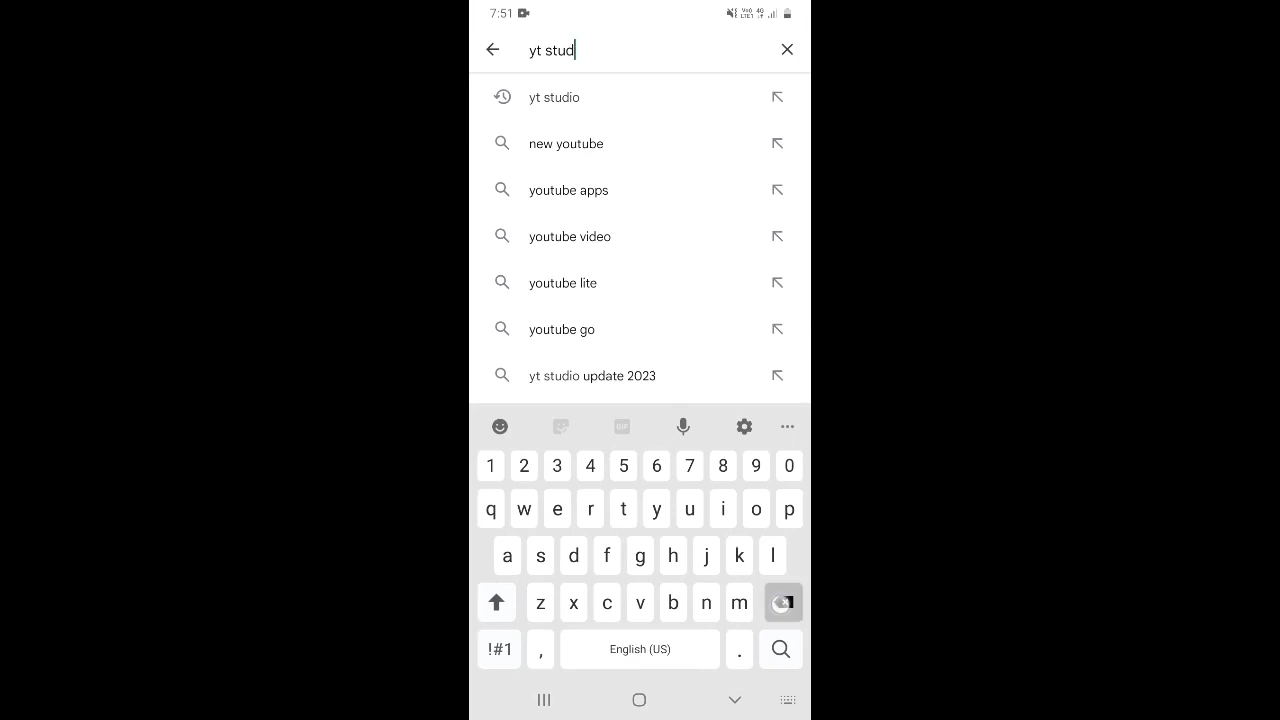 7:51
yt stud
yt studio
new youtube
youtube apps
youtube video
youtube lite
youtube go
yt studio update 2023
GIF
1 2 3 4 5 6 7 8 9 0
q w e r t y u i o p
a s d f g h j k l
z x c v b n m
!#1 , English (US) .